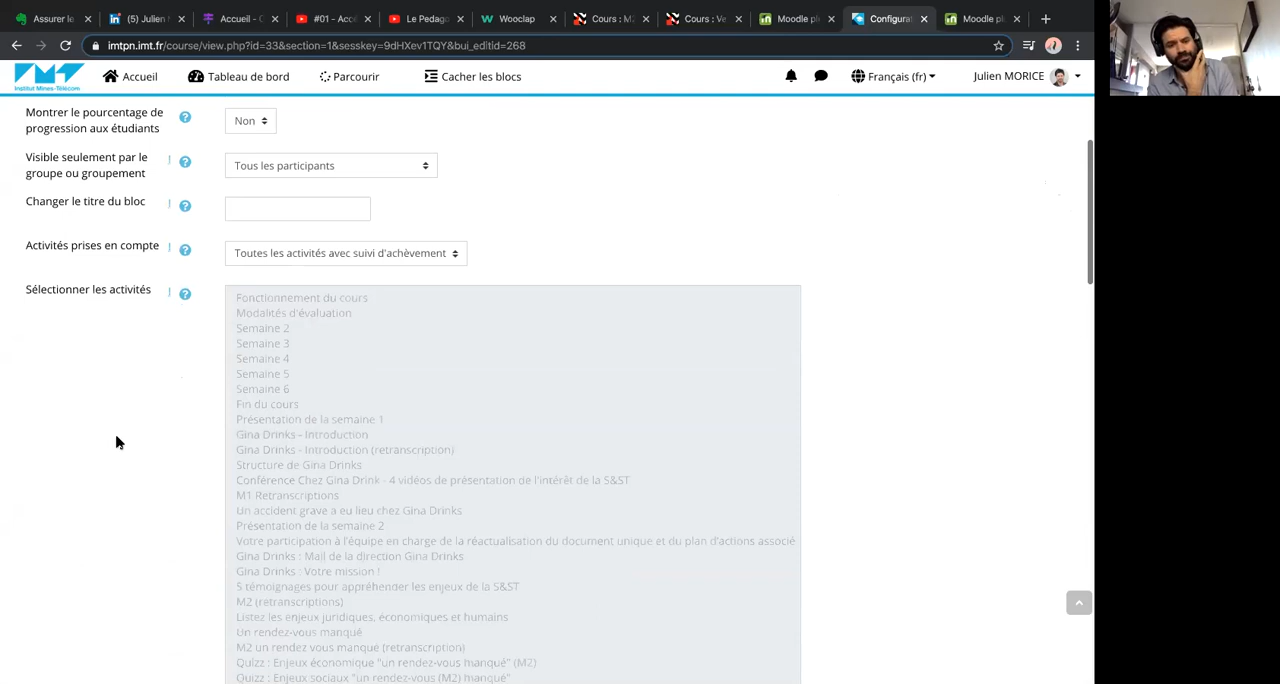 Assurer le
(5) Julien M
Accueil - C
#01 - Accé
Le Pedago
Wooclap
Cours : M2
Cours : Ve
Moodle plu
Configurat
Moodle plu
imtpn.imt.fr/course/view.php?id=33&section=1&sesskey=9dHXev1TQY&bui_editid=268
IMT
Institut Mines-Télécom
Accueil
Tableau de bord
Parcourir
Cacher les blocs
Français (fr)
Julien MORICE
Montrer le pourcentage de
progression aux étudiants
Non
Visible seulement par le
groupe ou groupement
Tous les participants
Changer le titre du bloc
Activités prises en compte
Toutes les activités avec suivi d'achèvement
Sélectionner les activités
Fonctionnement du cours
Modalités d'évaluation
Semaine 2
Semaine 3
Semaine 4
Semaine 5
Semaine 6
Fin du cours
Présentation de la semaine 1
Gina Drinks - Introduction
Gina Drinks - Introduction (retranscription)
Structure de Gina Drinks
Conférence Chez Gina Drink - 4 vidéos de présentation de l'intérêt de la S&ST
M1 Retranscriptions
Un accident grave a eu lieu chez Gina Drinks
Présentation de la semaine 2
Votre participation à l'équipe en charge de la réactualisation du document unique et du plan d'actions associé
Gina Drinks : Mail de la direction Gina Drinks
Gina Drinks : Votre mission !
5 témoignages pour appréhender les enjeux de la S&ST
M2 (retranscriptions)
Listez les enjeux juridiques, économiques et humains
Un rendez-vous manqué
M2 un rendez vous manqué (retranscription)
Quizz : Enjeux économique "un rendez-vous manqué" (M2)
Quizz : Enjeux sociaux "un rendez-vous (M2) manqué"